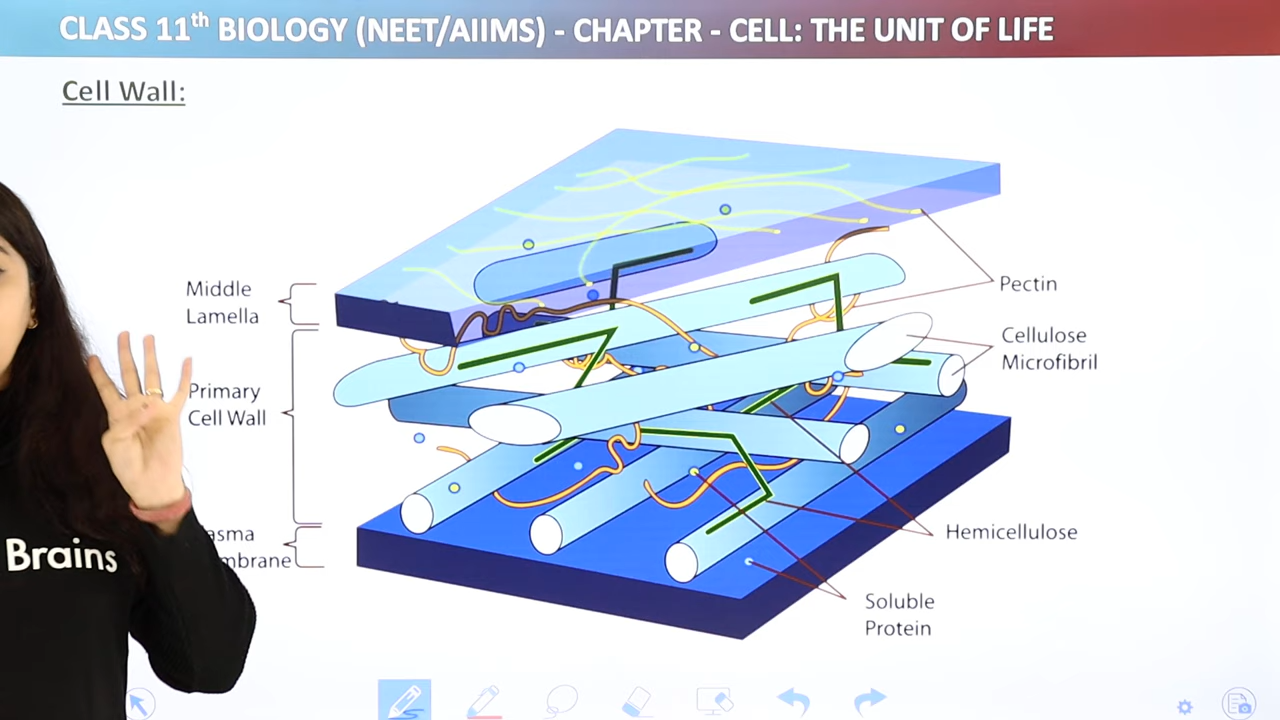 CLASS 11th BIOLOGY (NEET/AIIMS) - CHAPTER - CELL: THE UNIT OF LIFE
Cell Wall:
Middle
Lamella
Primary
Cell Wall
Pectin
Cellulose
Microfibril
Hemicellulose
Soluble
Protein
Brains